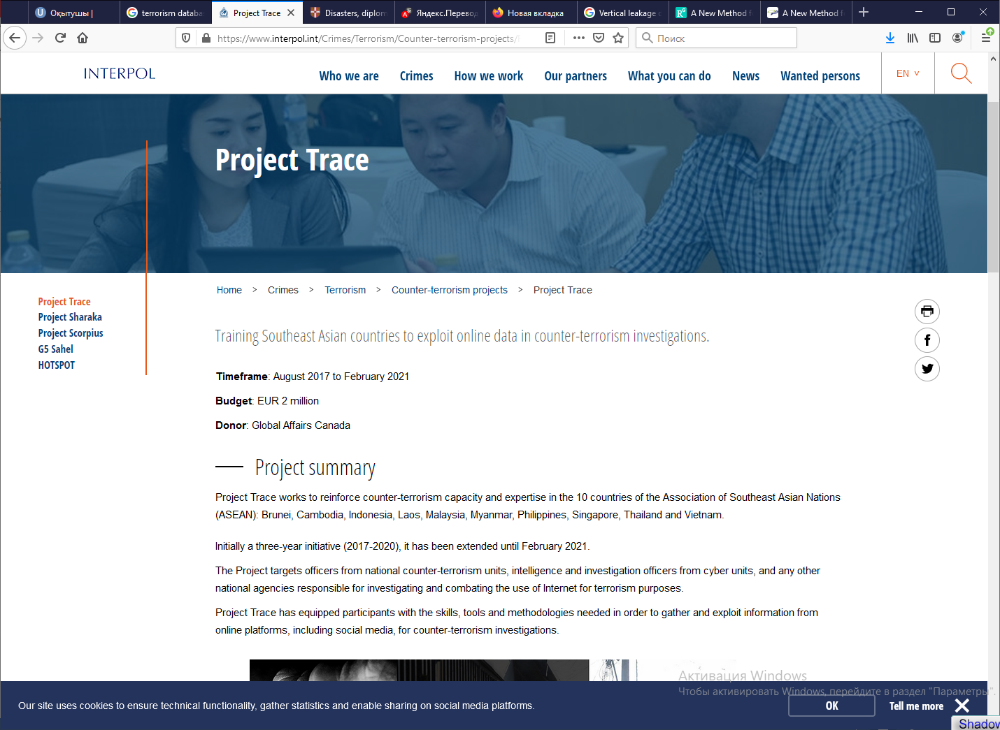 Оқытушы |
terrorism databa
Project Trace
Disasters, diplom
Яндекс.Перевод
Новая вкладка
Vertical leakage
A New Method f
A New Method f
https://www.interpol.int/Crimes/Terrorism/Counter-terrorism-projects/
Поиск
INTERPOL
Who we are
Crimes
How we work
Our partners
What you can do
News
Wanted persons
EN
Project Trace
Home > Crimes > Terrorism > Counter-terrorism projects > Project Trace
Project Trace
Project Sharaka
Project Scorpius
G5 Sahel
HOTSPOT
Training Southeast Asian countries to exploit online data in counter-terrorism investigations.
Timeframe: August 2017 to February 2021
Budget: EUR 2 million
Donor: Global Affairs Canada
Project summary
Project Trace works to reinforce counter-terrorism capacity and expertise in the 10 countries of the Association of Southeast Asian Nations
(ASEAN): Brunei, Cambodia, Indonesia, Laos, Malaysia, Myanmar, Philippines, Singapore, Thailand and Vietnam.
Initially a three-year initiative (2017-2020), it has been extended until February 2021.
The Project targets officers from national counter-terrorism units, intelligence and investigation officers from cyber units, and any other
national agencies responsible for investigating and combating the use of Internet for terrorism purposes.
Project Trace has equipped participants with the skills, tools and methodologies needed in order to gather and exploit information from
online platforms, including social media, for counter-terrorism investigations.
Активация Windows
Чтобы активировать Windows, перейдите в раздел "Параметры".
Our site uses cookies to ensure technical functionality, gather statistics and enable sharing on social media platforms.
OK
Tell me more
Shadow